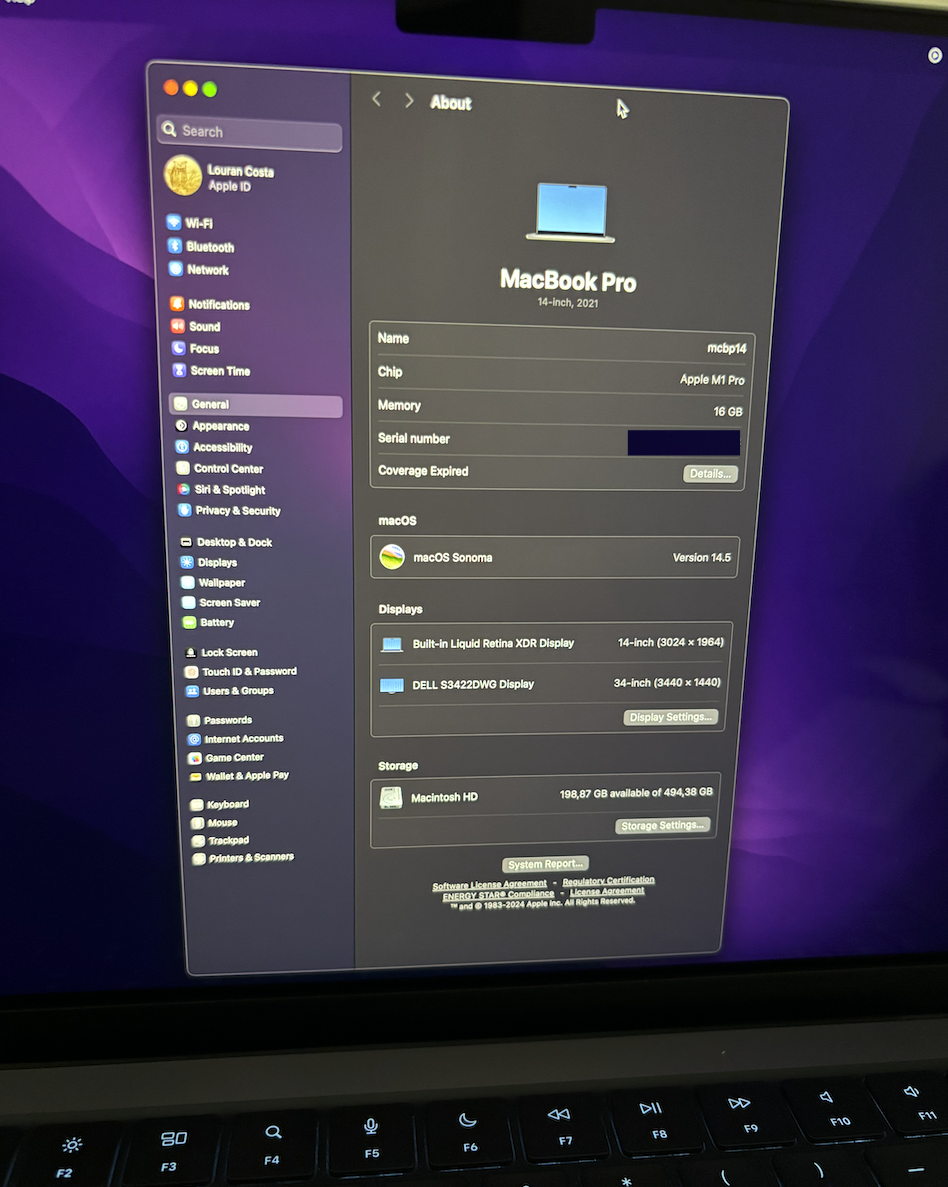 About
Search
Louran Costa
Apple ID
Wi-Fi
Bluetooth
Network
Notifications
Sound
Focus
Screen Time
General
Appearance
Accessibility
Control Center
Siri & Spotlight
Privacy & Security
Desktop & Dock
Displays
Wallpaper
Screen Saver
Battery
Lock Screen
Touch ID & Password
Users & Groups
Passwords
Internet Accounts
Game Center
Wallet & Apple Pay
Keyboard
Mouse
Trackpad
Printers & Scanners
MacBook Pro
14-inch, 2021
Name mcbp14
Chip Apple M1 Pro
Memory 16 GB
Serial number
Coverage Expired Details...
macOS
macOS Sonoma Version 14.5
Displays
Built-in Liquid Retina XDR Display 14-inch (3024 × 1964)
DELL S3422DWG Display 34-inch (3440 × 1440)
Display Settings...
Storage
Macintosh HD 198,87 GB available of 494,38 GB
Storage Settings...
System Report...
Software License Agreement - Regulatory Certification
ENERGY STAR® Compliance - License Agreement
™ and © 1983-2024 Apple Inc. All Rights Reserved.
F2 F3 F4 F5 F6 F7 F8 F9 F10 F11
* ( ) —